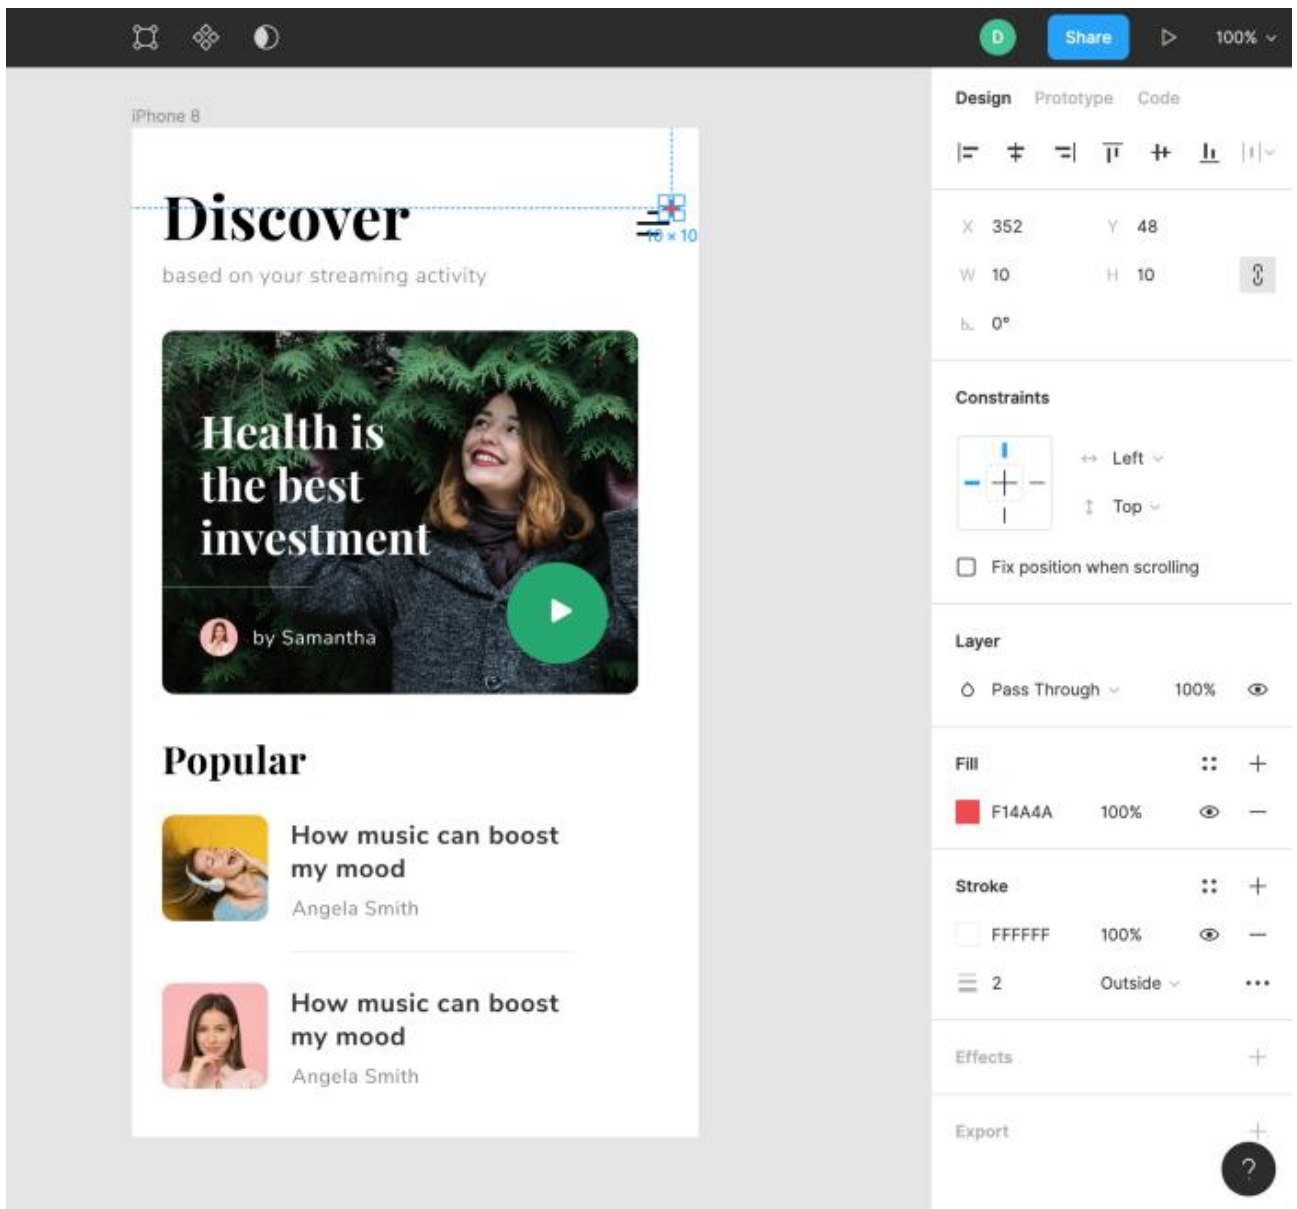 D
Share
100%
iPhone 8
Design Prototype Code
Discover
based on your streaming activity
10 × 10
Health is
the best
investment
by Samantha
Popular
How music can boost
my mood
Angela Smith
How music can boost
my mood
Angela Smith
X 352 Y 48
W 10 H 10
0°
Constraints
Left
Top
Fix position when scrolling
Layer
Pass Through 100%
Fill
F14A4A 100%
Stroke
FFFFFF 100%
2 Outside
Effects
Export
?